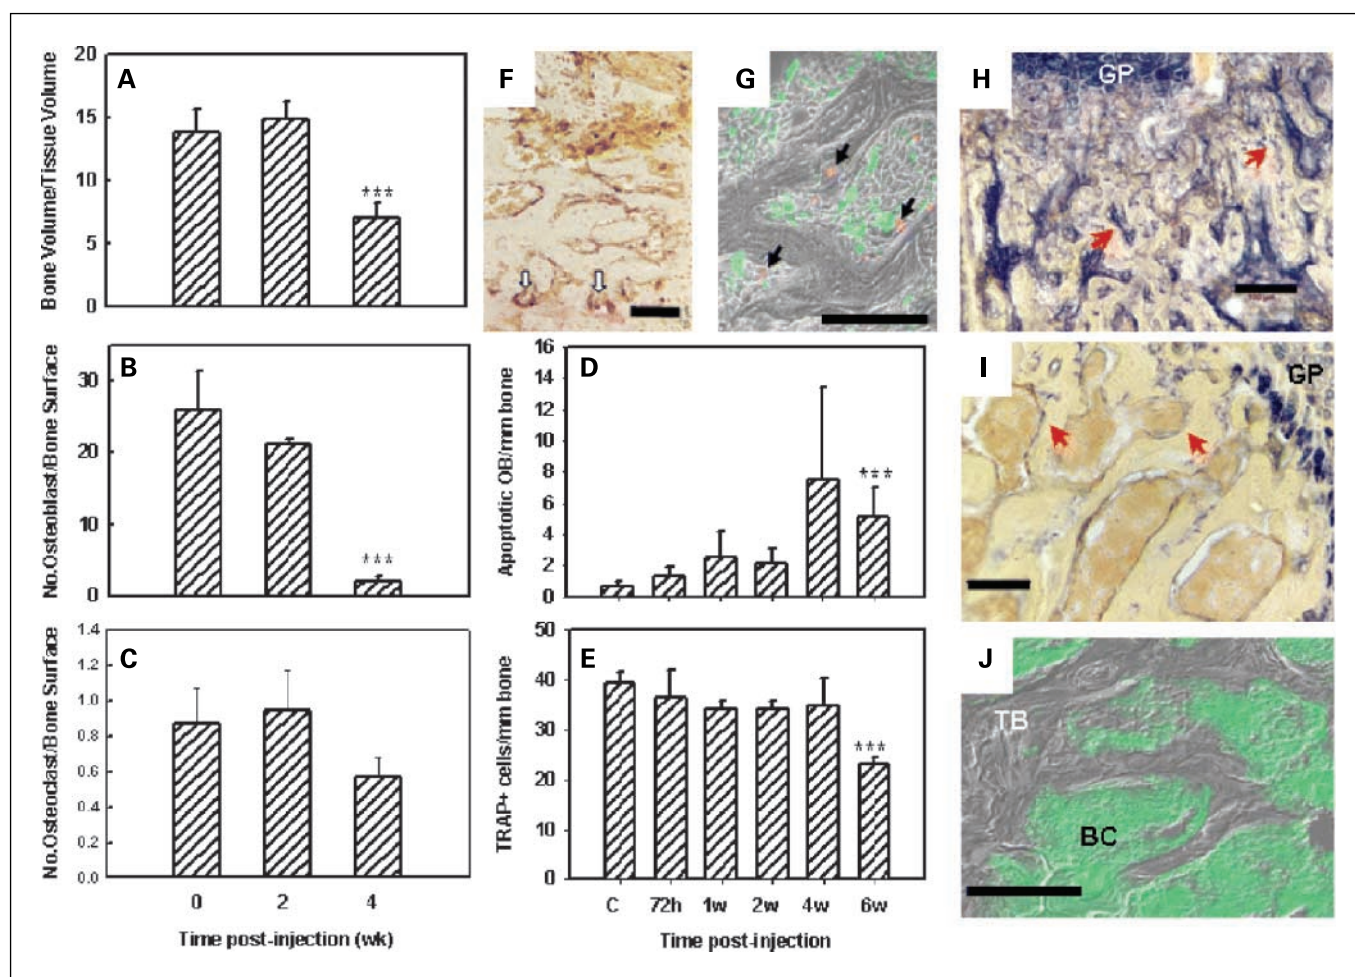 A
Bone Volume/Tissue Volume
20
15
10
5
0
***
B
No.Osteoblast/Bone Surface
30
20
10
0
***
C
No.Osteoclast/Bone Surface
1.4
1.2
1.0
0.8
0.6
0.4
0.2
0.0
0 2 4
Time post-injection (wk)
F
G
D
Apoptotic OB/mm bone
16
14
12
10
8
6
4
2
0
***
E
TRAP+ cells/mm bone
50
40
30
20
10
0
***
C 72h 1w 2w 4w 6w
Time post-injection
H
GP
I
GP
J
TB
BC